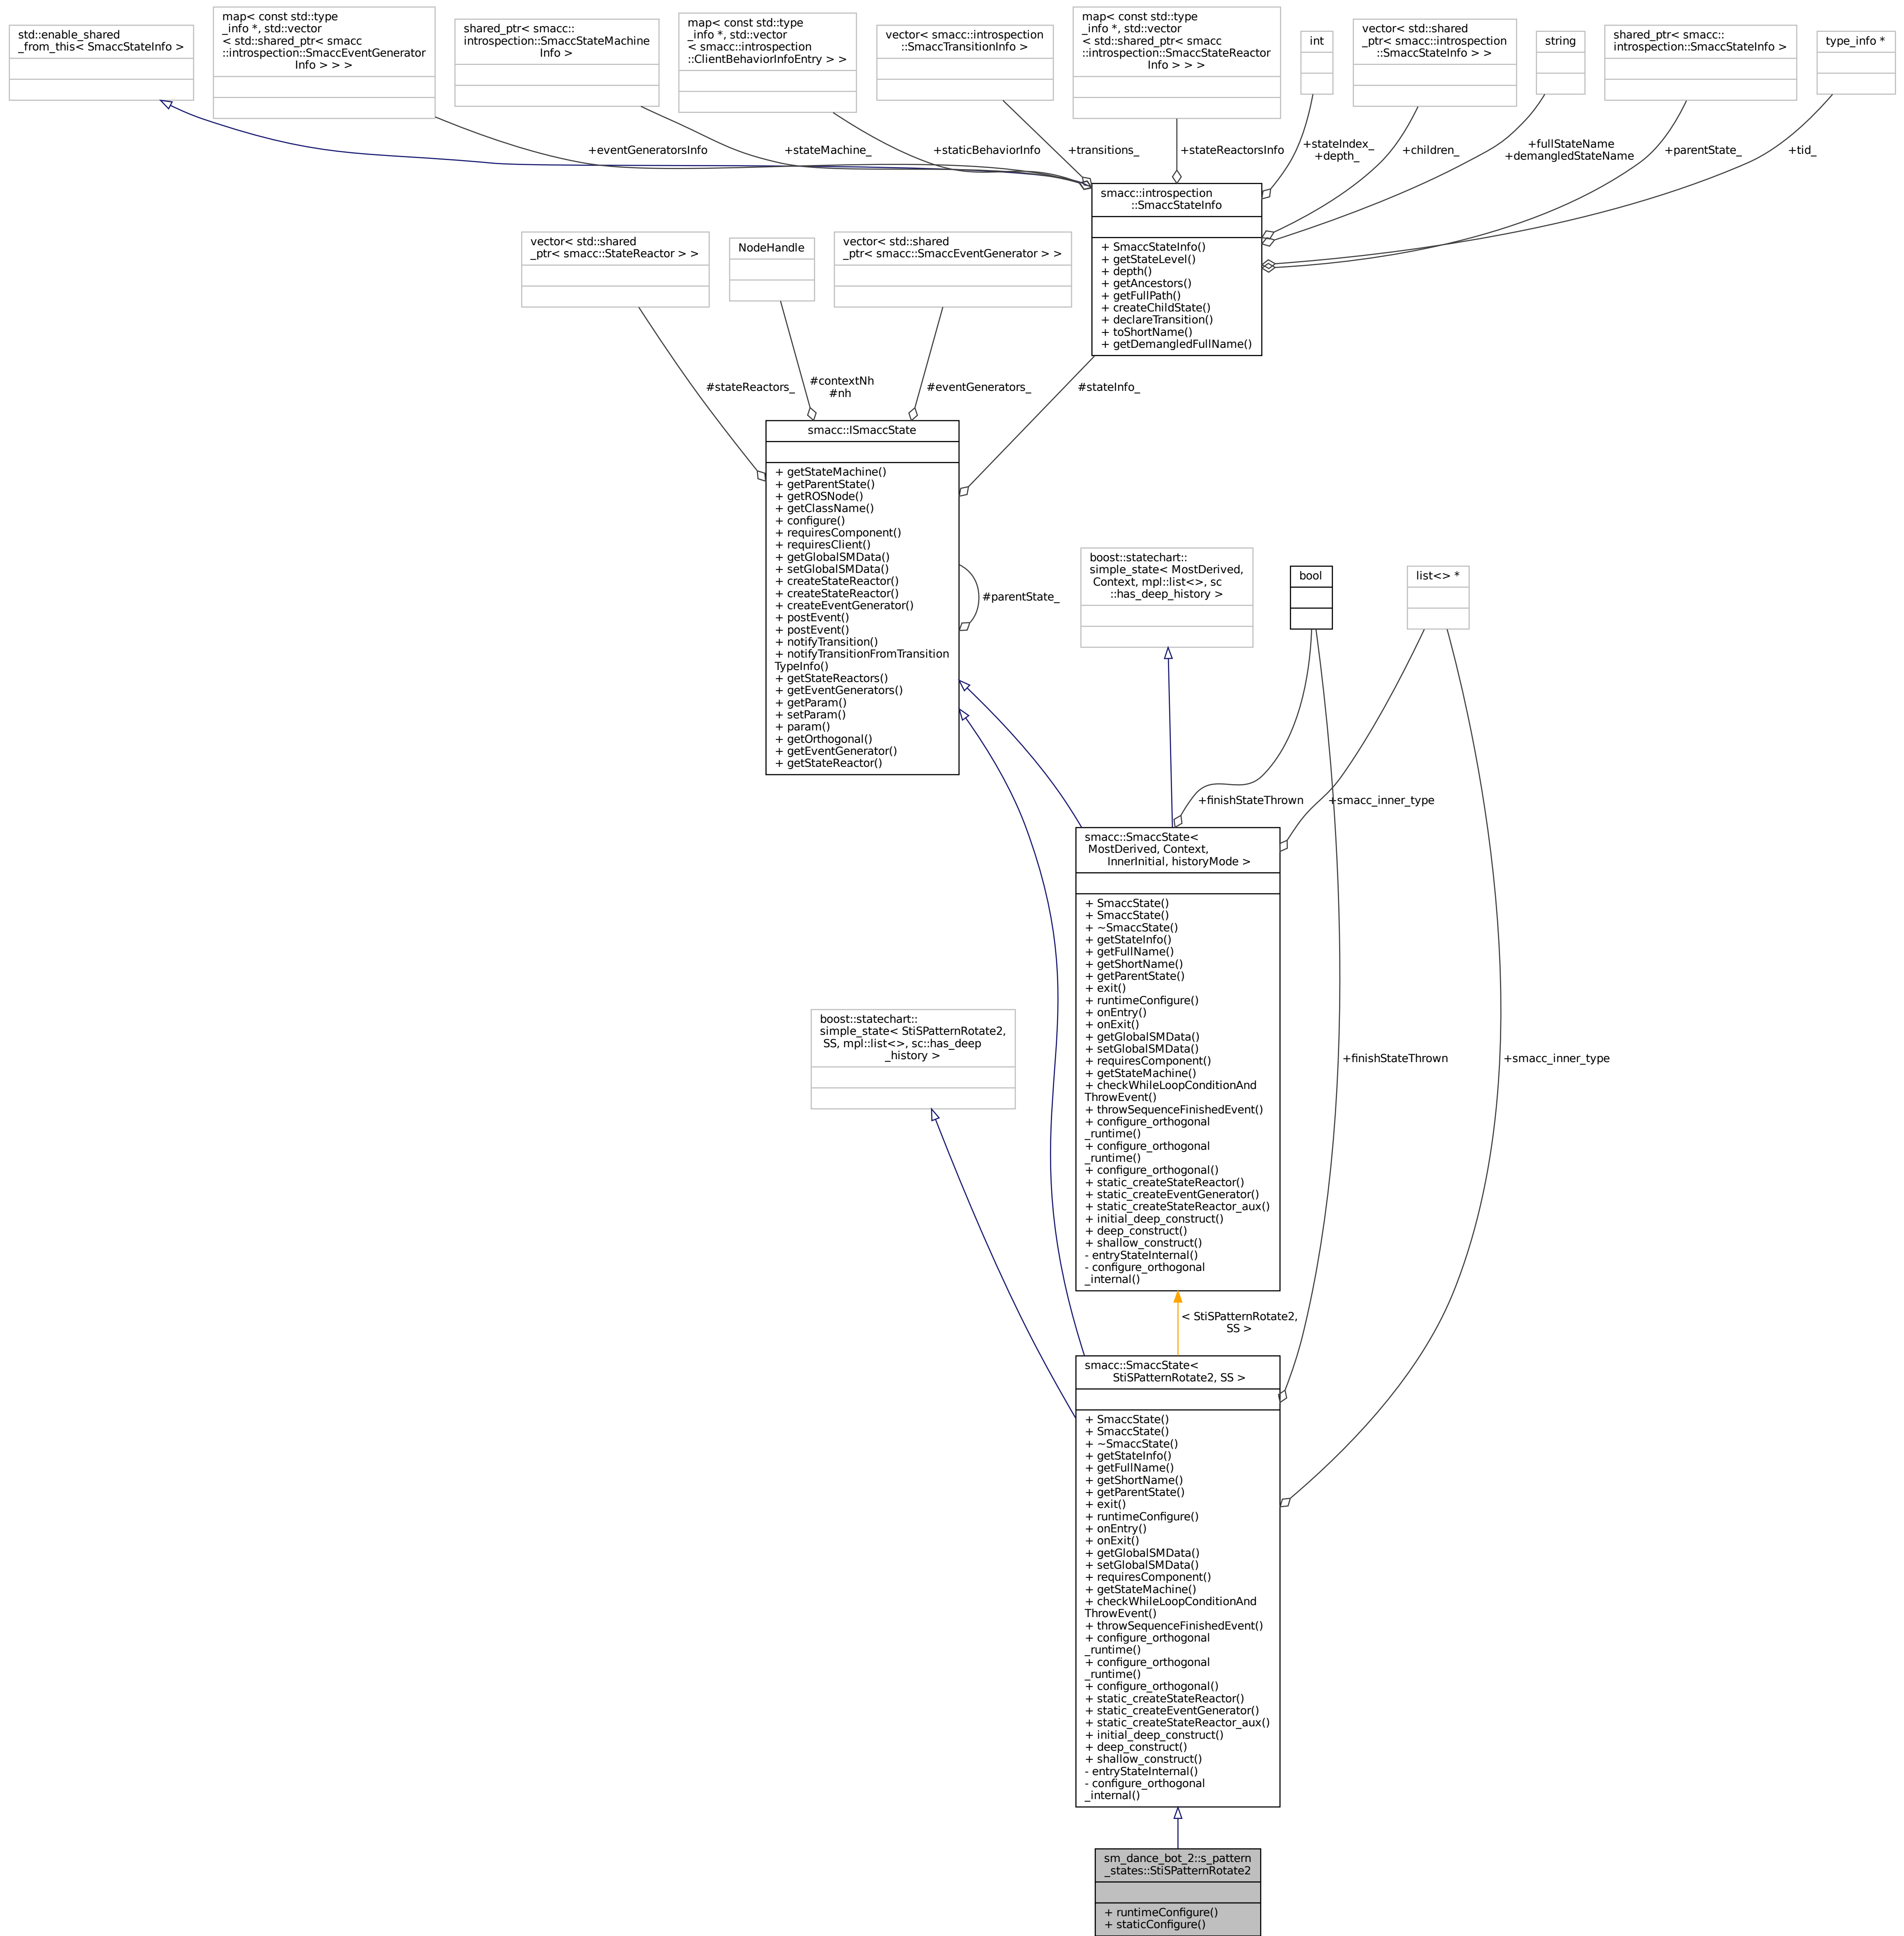 std::enable_shared
_from_this< SmaccStateInfo >
map< const std::type
_info *, std::vector
< std::shared_ptr< smacc
::introspection::SmaccEventGenerator
Info > > >
shared_ptr< smacc::
introspection::SmaccStateMachine
Info >
map< const std::type
_info *, std::vector
< smacc::introspection
::ClientBehaviorInfoEntry > >
vector< smacc::introspection
::SmaccTransitionInfo >
map< const std::type
_info *, std::vector
< std::shared_ptr< smacc
::introspection::SmaccStateReactor
Info > > >
int
vector< std::shared
_ptr< smacc::introspection
::SmaccStateInfo > >
string
shared_ptr< smacc::
introspection::SmaccStateInfo >
type_info *
+eventGeneratorsInfo
+stateMachine_
+staticBehaviorInfo
+transitions_
+stateReactorsInfo
+stateIndex_
+depth_
+children_
+fullStateName
+demangledStateName
+parentState_
+tid_
smacc::introspection
::SmaccStateInfo
+ SmaccStateInfo()
+ getStateLevel()
+ depth()
+ getAncestors()
+ getFullPath()
+ createChildState()
+ declareTransition()
+ toShortName()
+ getDemangledFullName()
vector< std::shared
_ptr< smacc::StateReactor > >
NodeHandle
vector< std::shared
_ptr< smacc::SmaccEventGenerator > >
#stateReactors_
#contextNh
#nh
#eventGenerators_
#stateInfo_
smacc::ISmaccState
+ getStateMachine()
+ getParentState()
+ getROSNode()
+ getClassName()
+ configure()
+ requiresComponent()
+ requiresClient()
+ getGlobalSMData()
+ setGlobalSMData()
+ createStateReactor()
+ createStateReactor()
+ createEventGenerator()
+ postEvent()
+ postEvent()
+ notifyTransition()
+ notifyTransitionFromTransition
TypeInfo()
+ getStateReactors()
+ getEventGenerators()
+ getParam()
+ setParam()
+ param()
+ getOrthogonal()
+ getEventGenerator()
+ getStateReactor()
#parentState_
boost::statechart::
simple_state< MostDerived,
Context, mpl::list<>, sc
::has_deep_history >
bool
list<> *
+finishStateThrown
+smacc_inner_type
smacc::SmaccState<
MostDerived, Context,
InnerInitial, historyMode >
+ SmaccState()
+ SmaccState()
+ ~SmaccState()
+ getStateInfo()
+ getFullName()
+ getShortName()
+ getParentState()
+ exit()
+ runtimeConfigure()
+ onEntry()
+ onExit()
+ getGlobalSMData()
+ setGlobalSMData()
+ requiresComponent()
+ getStateMachine()
+ checkWhileLoopConditionAnd
ThrowEvent()
+ throwSequenceFinishedEvent()
+ configure_orthogonal
_runtime()
+ configure_orthogonal
_runtime()
+ configure_orthogonal()
+ static_createStateReactor()
+ static_createEventGenerator()
+ static_createStateReactor_aux()
+ initial_deep_construct()
+ deep_construct()
+ shallow_construct()
- entryStateInternal()
- configure_orthogonal
_internal()
boost::statechart::
simple_state< StiSPatternRotate2,
SS, mpl::list<>, sc::has_deep
_history >
+finishStateThrown
+smacc_inner_type
< StiSPatternRotate2,
SS >
smacc::SmaccState<
StiSPatternRotate2, SS >
+ SmaccState()
+ SmaccState()
+ ~SmaccState()
+ getStateInfo()
+ getFullName()
+ getShortName()
+ getParentState()
+ exit()
+ runtimeConfigure()
+ onEntry()
+ onExit()
+ getGlobalSMData()
+ setGlobalSMData()
+ requiresComponent()
+ getStateMachine()
+ checkWhileLoopConditionAnd
ThrowEvent()
+ throwSequenceFinishedEvent()
+ configure_orthogonal
_runtime()
+ configure_orthogonal
_runtime()
+ configure_orthogonal()
+ static_createStateReactor()
+ static_createEventGenerator()
+ static_createStateReactor_aux()
+ initial_deep_construct()
+ deep_construct()
+ shallow_construct()
- entryStateInternal()
- configure_orthogonal
_internal()
sm_dance_bot_2::s_pattern
_states::StiSPatternRotate2
+ runtimeConfigure()
+ staticConfigure()